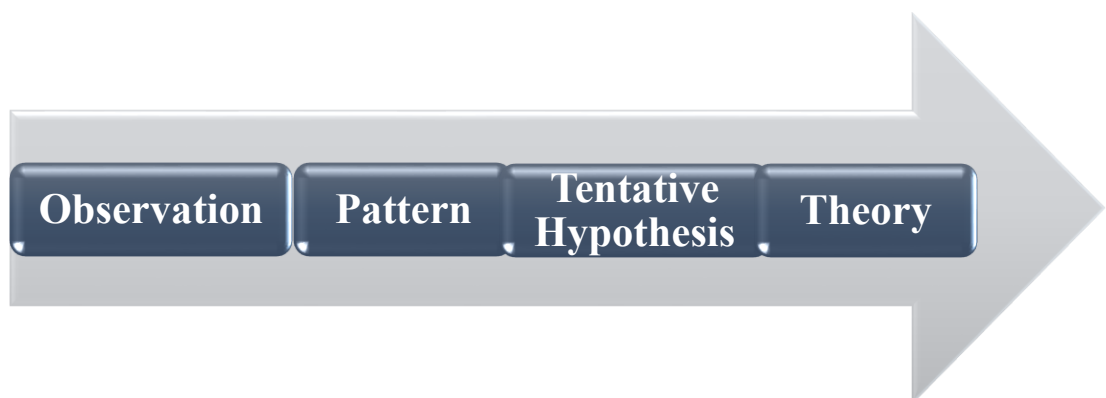 Observation
Pattern
Tentative
Hypothesis
Theory